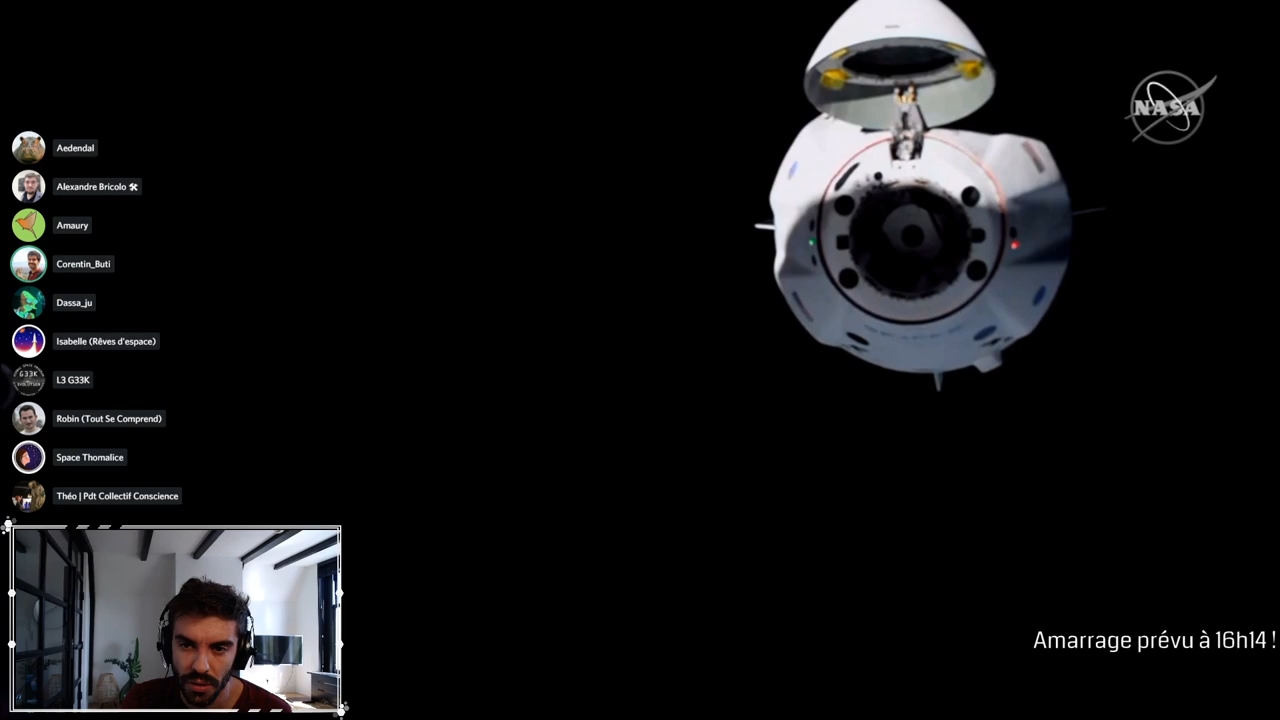 NASA
Aedendal
Alexandre Bricolo 🛠
Amaury
Corentin_Buti
Dassa_ju
Isabelle (Rêves d'espace)
G33K
L3 G33K
Robin (Tout Se Comprend)
Space Thomalice
Théo | Pdt Collectif Conscience
Amarrage prévu à 16h14 !